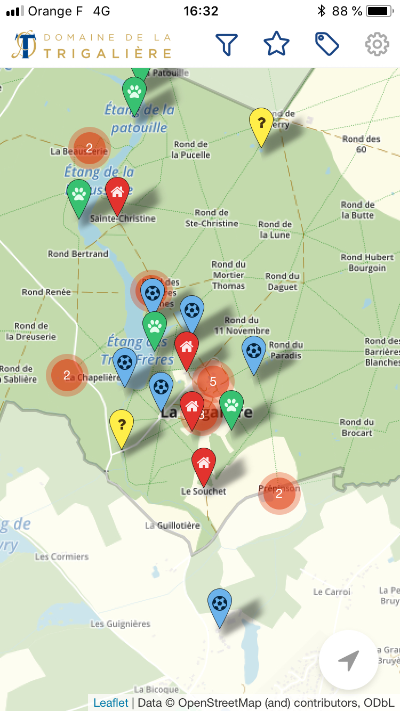 Orange F 4G 16:32 88 %
DOMAINE DE LA
TRIGALIÈRE
Patouille
Étang de la
patouille
?
2
La
Étang de la
Rond de
la Pucelle
Rond des
60
Sainte-Christine
Rond de
Ste-Christine
Rond de
la Lune
Rond de
la Butte
Rond Bertrand
Rond Hubert
Bourgoin
Rond Renée
Rond du
Mortier
Thomas
Rond du
Daguet
Rond de
la Dreuserie
Étang des
Frères
Rond du
11 Novembre
Rond du
Paradis
Rond des
Barrières
Blanches
Rond de
la Sablière
2
La Chapelière
5
La
?
Rond du
Brocart
Le Souchet
2
La Guillotière
Les Cormiers
Le Carroi
Les Guignières
La Bicoque
Leaflet | Data © OpenStreetMap (and) contributors, ODbL